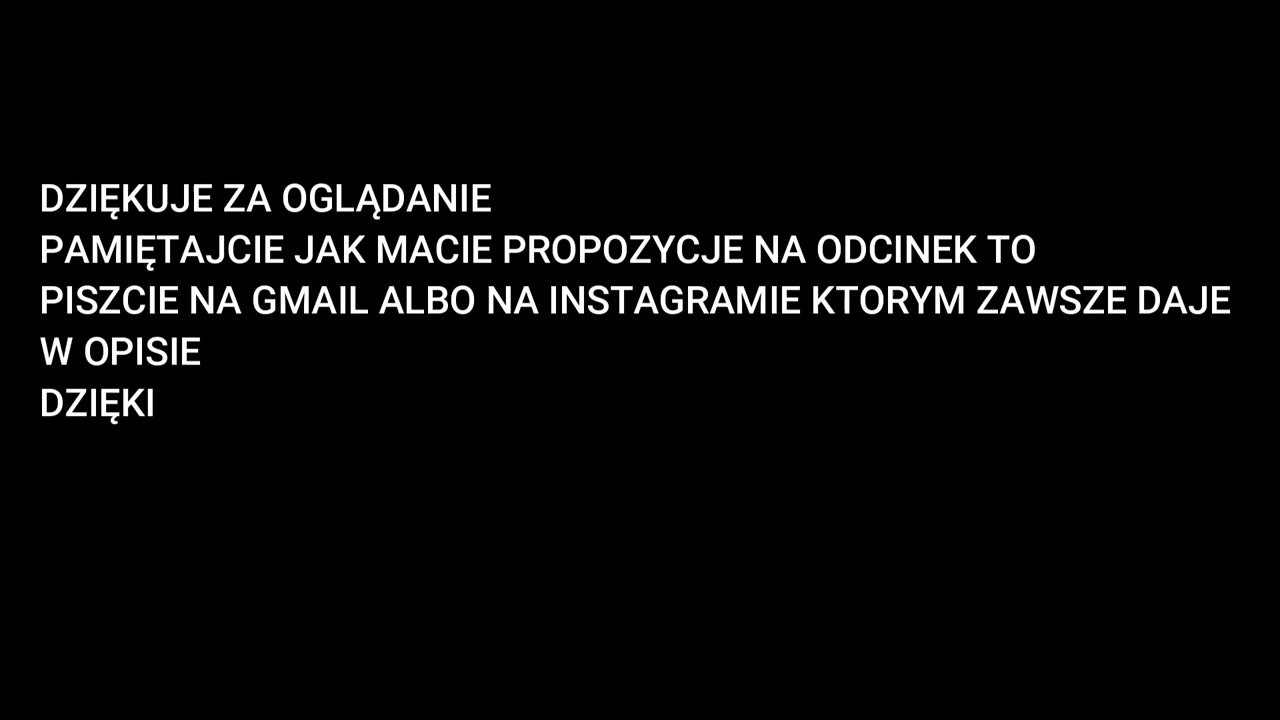 DZIĘKUJE ZA OGLĄDANIE
PAMIĘTAJCIE JAK MACIE PROPOZYCJE NA ODCINEK TO
PISZCIE NA GMAIL ALBO NA INSTAGRAMIE KTORYM ZAWSZE DAJE
W OPISIE
DZIĘKI